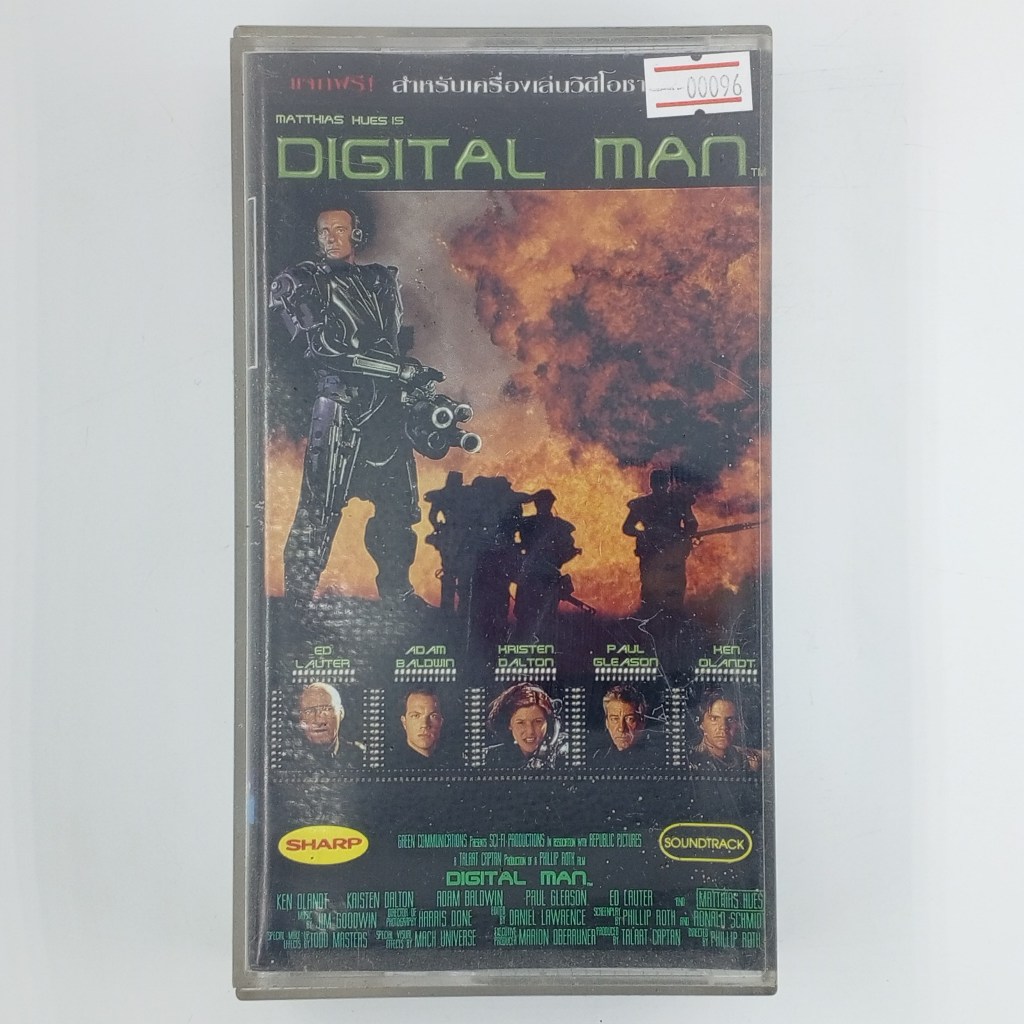 แจกฟรี! สำหรับเครื่องเล่นวิดีโอชา
00096
MATTHIAS HUES IS
DIGITAL MAN TM
ED LAUTER
ADAM BALDWIN
KRISTEN DALTON
PAUL GLEASON
KEN OLANDT
SHARP
SOUNDTRACK
GREEN COMMUNICATIONS PRESENTS SCI-FI PRODUCTIONS IN ASSOCIATION WITH REPUBLIC PICTURES
A TALAAT CAPTAN PRODUCTION OF A PHILLIP ROTH FILM
DIGITAL MAN TM
KEN OLANDT KRISTEN DALTON ADAM BALDWIN PAUL GLEASON ED LAUTER AND MATTHIAS HUES
MUSIC BY JIM GOODWIN DIRECTOR OF PHOTOGRAPHY HARRIS DONE EDITED BY DANIEL LAWRENCE SCREENPLAY BY PHILLIP ROTH AND RONALD SCHMID
SPECIAL MAKE UP EFFECTS BY TODD MASTERS SPECIAL VISUAL EFFECTS BY MACH UNIVERSE EXECUTIVE PRODUCER MARION OBERAUNER PRODUCED BY TALAAT CAPTAN DIRECTED BY PHILLIP ROTH